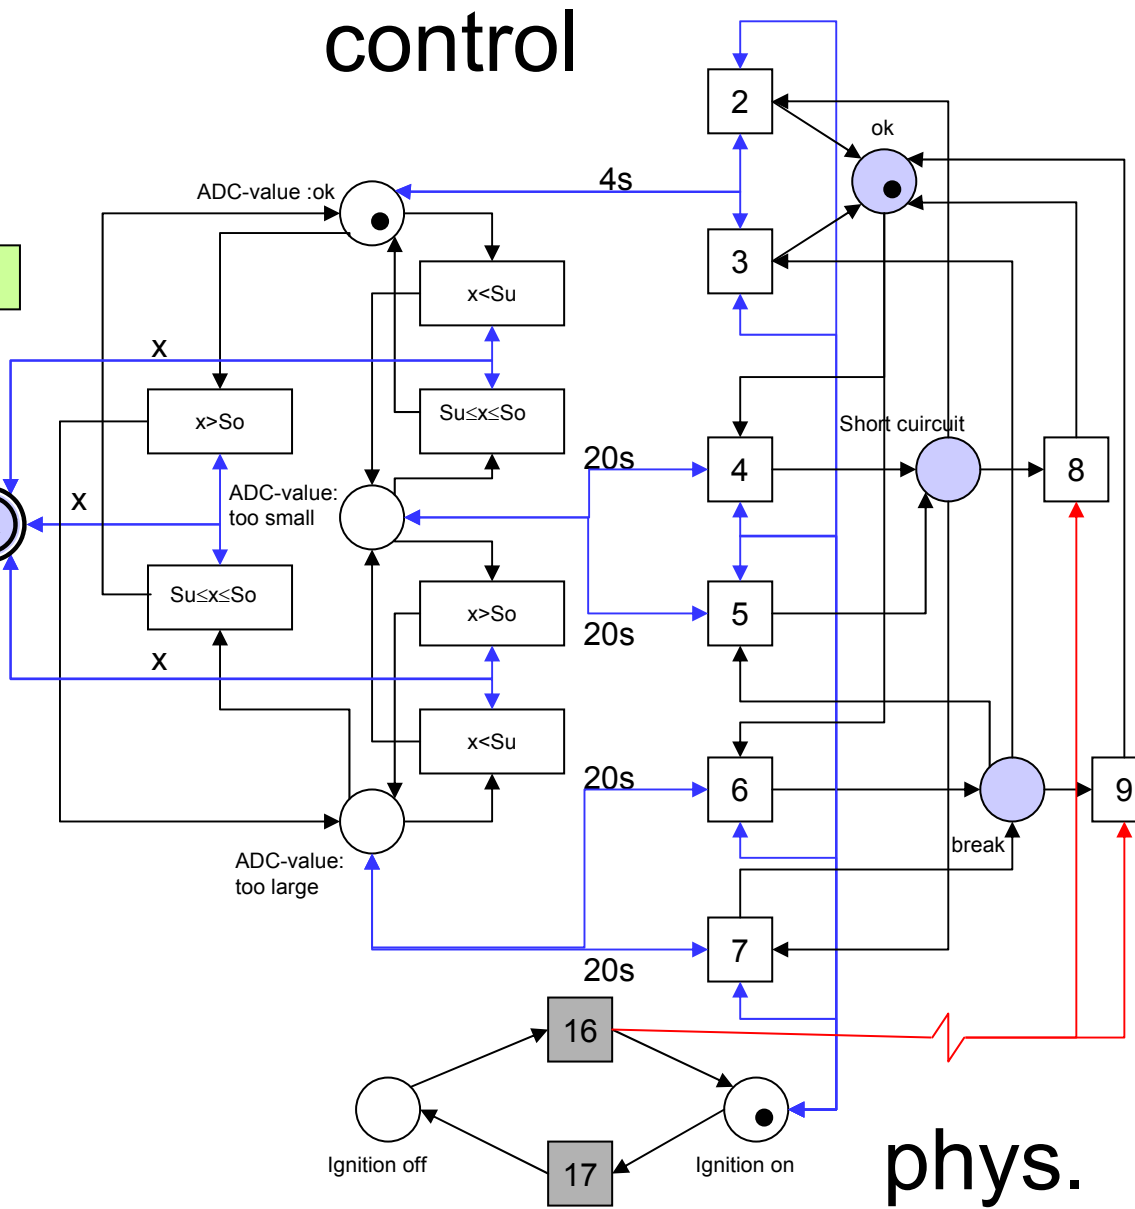 control
2
ok
4s
ADC-value :ok
3
x<Su
x
x>So
Su≤x≤So
Short cuircuit
20s
4
8
x
ADC-value:
too small
Su≤x≤So
x>So
5
20s
x
x<Su
20s
6
9
break
ADC-value:
too large
7
20s
16
Ignition off
Ignition on
17
phys.